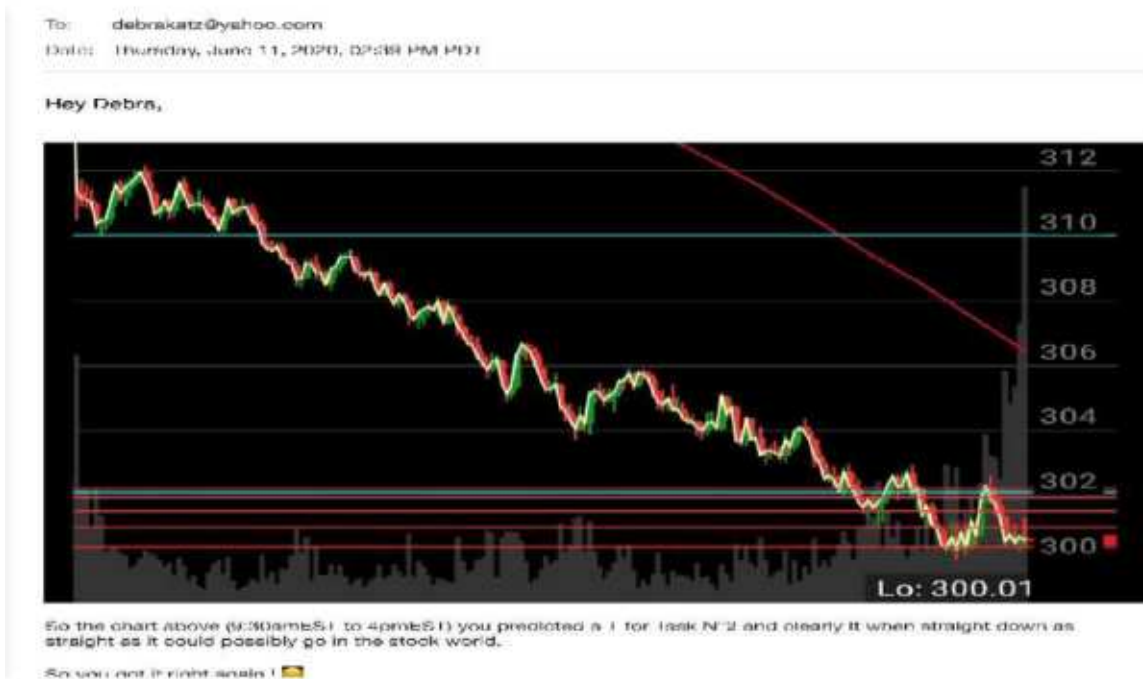 To: debrakatz@yahoo.com
Date: Thursday, June 11, 2020, 02:38 PM PDT
Hey Debra,
312
310
308
306
304
302
300
Lo: 300.01
So the chart above (9:30amEST to 4pmEST) you predicted a for Task N°2 and clearly it when straight down as
straight as it could possibly go in the stock world.
So you got it right again !